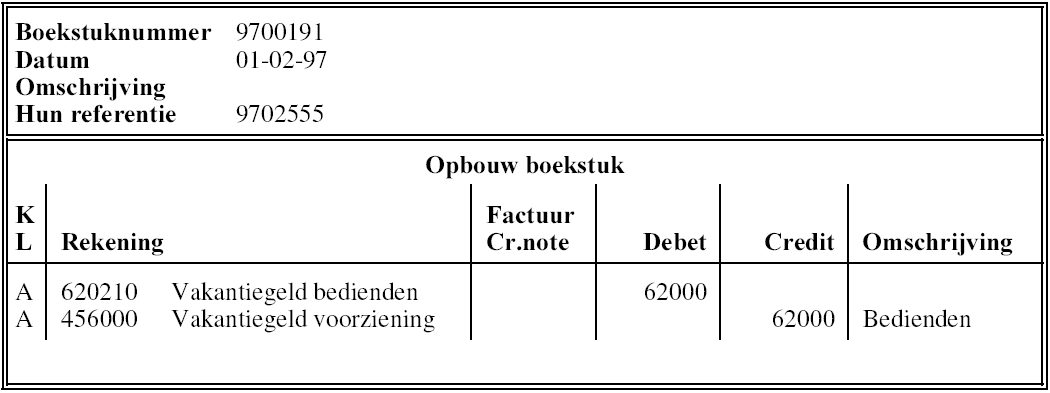 Boekstuknummer 9700191
Datum 01-02-97
Omschrijving
Hun referentie 9702555
Opbouw boekstuk
K Factuur
L Rekening Cr.note Debet Credit Omschrijving
A 620210 Vakantiegeld bedienden 62000
A 456000 Vakantiegeld voorziening 62000 Bedienden